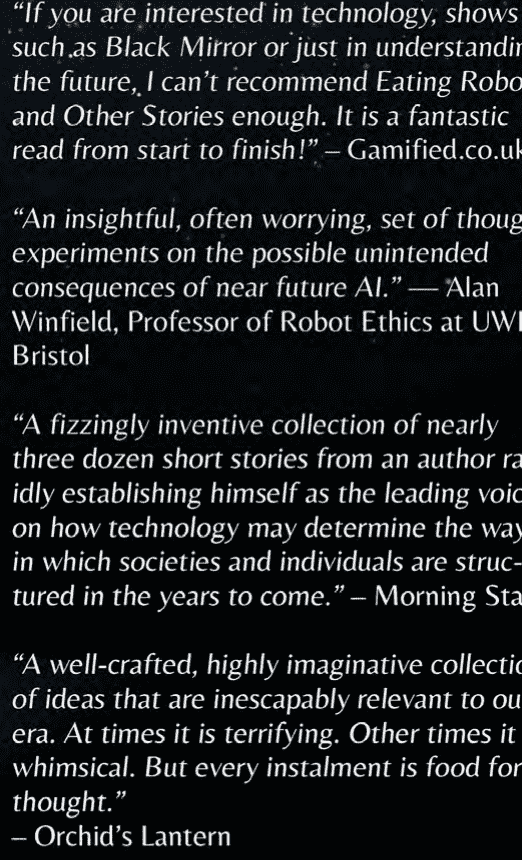 “If you are interested in technology, shows
such as Black Mirror or just in understandin
the future, I can’t recommend Eating Robo
and Other Stories enough. It is a fantastic
read from start to finish!” – Gamified.co.uk
“An insightful, often worrying, set of thoug
experiments on the possible unintended
consequences of near future AI.” — Alan
Winfield, Professor of Robot Ethics at UWE
Bristol
“A fizzingly inventive collection of nearly
three dozen short stories from an author ra
idly establishing himself as the leading voic
on how technology may determine the way
in which societies and individuals are struc-
tured in the years to come.” – Morning Sta
“A well-crafted, highly imaginative collectio
of ideas that are inescapably relevant to ou
era. At times it is terrifying. Other times it
whimsical. But every instalment is food for
thought.”
– Orchid’s Lantern